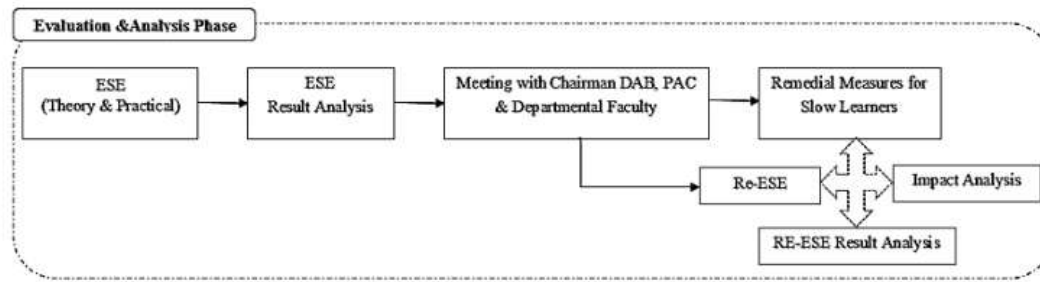 Evaluation &Analysis Phase
ESE
(Theory & Practical)
ESE
Result Analysis
Meeting with Chairman DAB, PAC
& Departmental Faculty
Remedial Measures for
Slow Learners
Re-ESE
Impact Analysis
RE-ESE Result Analysis